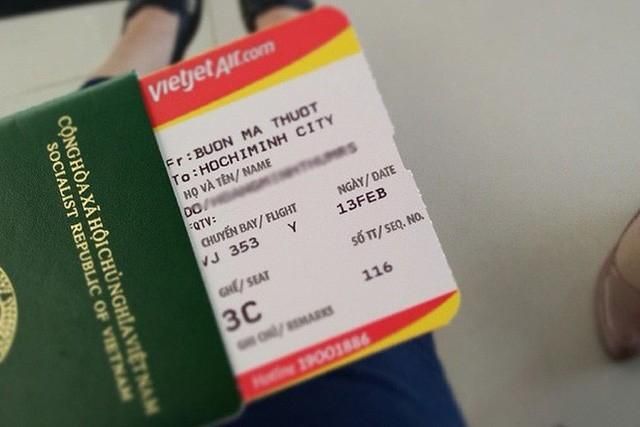 CỘNG HÒA XÃ HỘI CHỦ NGHĨA VIỆT NAM
SOCIALIST REPUBLIC OF VIETNAM
VietjetAir.com
Fr:BUON MA THUOT
To:HOCHIMINH CITY
HỌ VÀ TÊN/ NAME
DO/
QTV:
CHUYẾN BAY/ FLIGHT
NGÀY/ DATE
VJ 353 Y
13FEB
GHẾ/ SEAT
SỐ TT/ SEQ. NO.
3C
116
GHI CHÚ/ REMARKS
Hotline 19001886